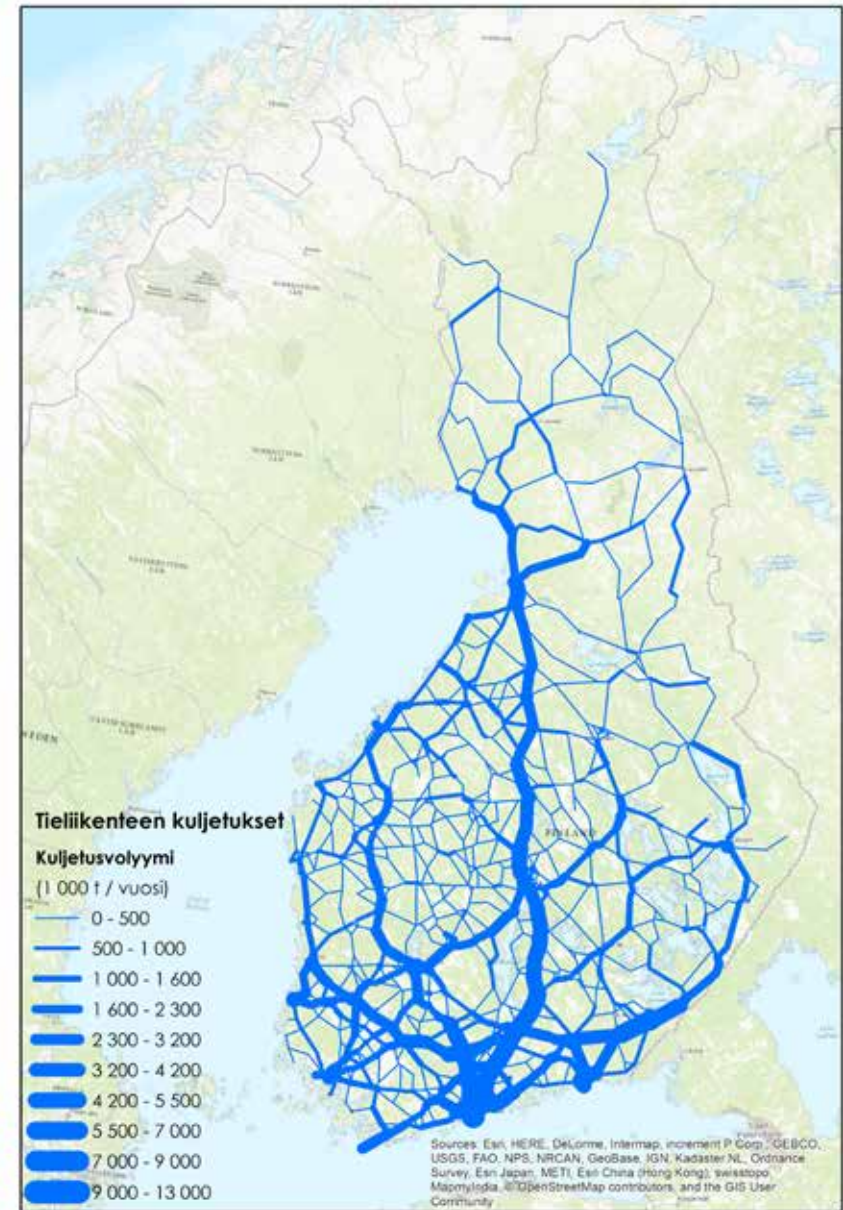 FINLAND
Tieliikenteen kuljetukset
Kuljetusvolyymi
(1 000 t / vuosi)
0 - 500
500 - 1 000
1 000 - 1 600
1 600 - 2 300
2 300 - 3 200
3 200 - 4 200
4 200 - 5 500
5 500 - 7 000
7 000 - 9 000
9 000 - 13 000
Sources: Esri, HERE, DeLorme, Intermap, increment P Corp., GEBCO,
USGS, FAO, NPS, NRCAN, GeoBase, IGN, Kadaster NL, Ordnance
Survey, Esri Japan, METI, Esri China (Hong Kong), swisstopo,
MapmyIndia, © OpenStreetMap contributors, and the GIS User
Community